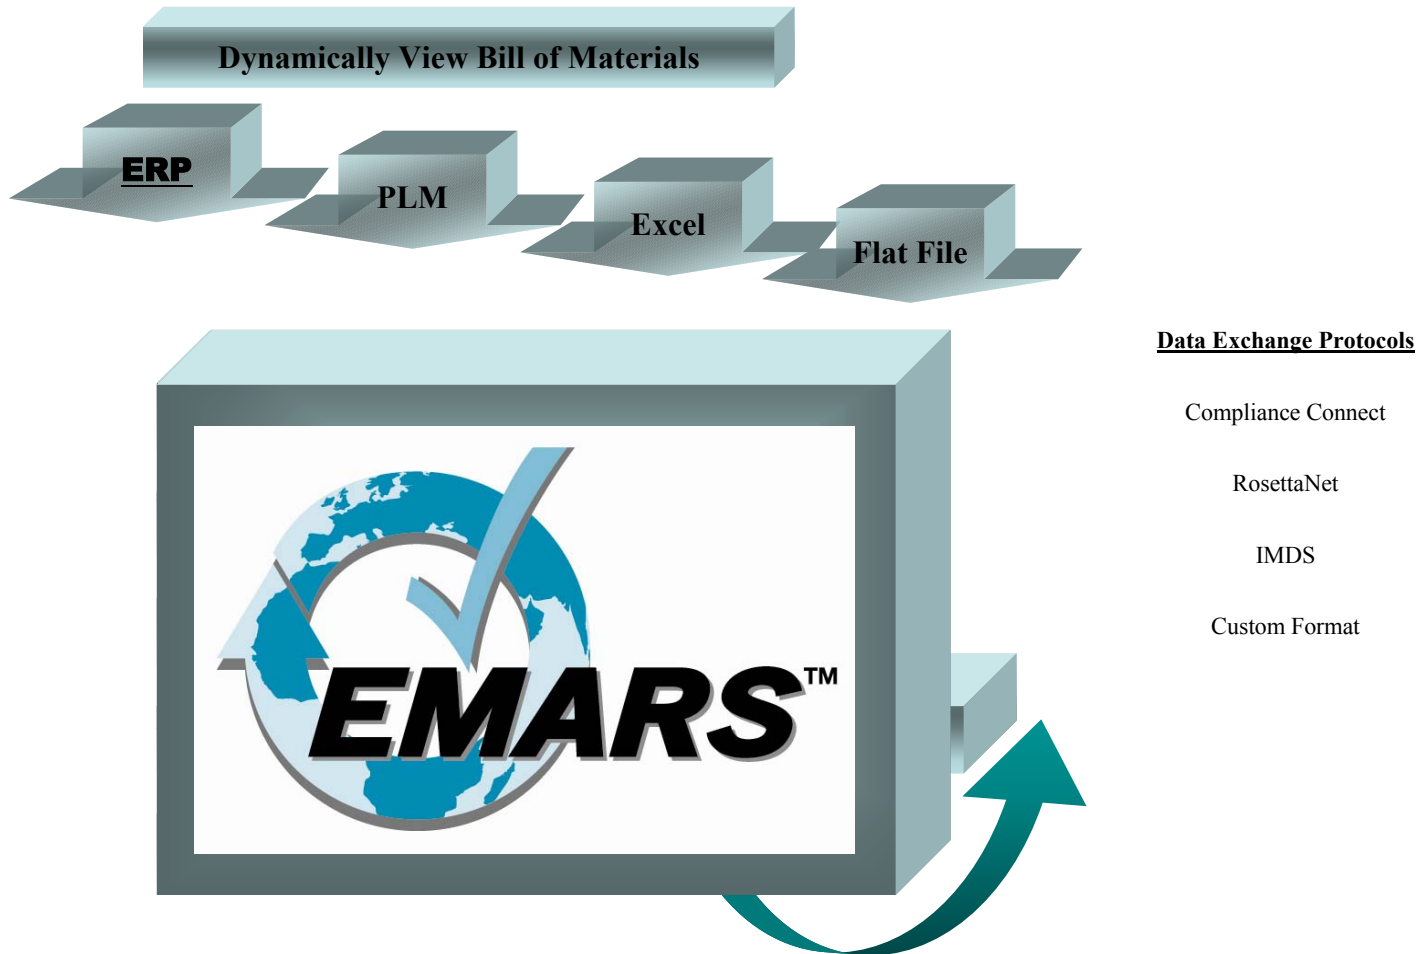 Dynamically View Bill of Materials
ERP
PLM
Excel
Flat File
Data Exchange Protocols
Compliance Connect
RosettaNet
IMDS
Custom Format
EMARS™